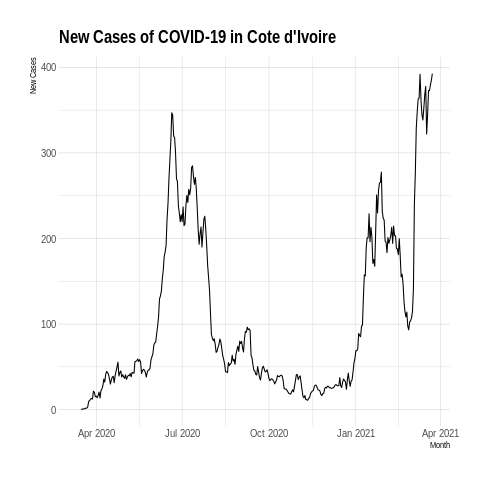 New Cases of COVID-19 in Cote d'Ivoire
New Cases
400
300
200
100
0
Apr 2020 Jul 2020 Oct 2020 Jan 2021 Apr 2021
Month